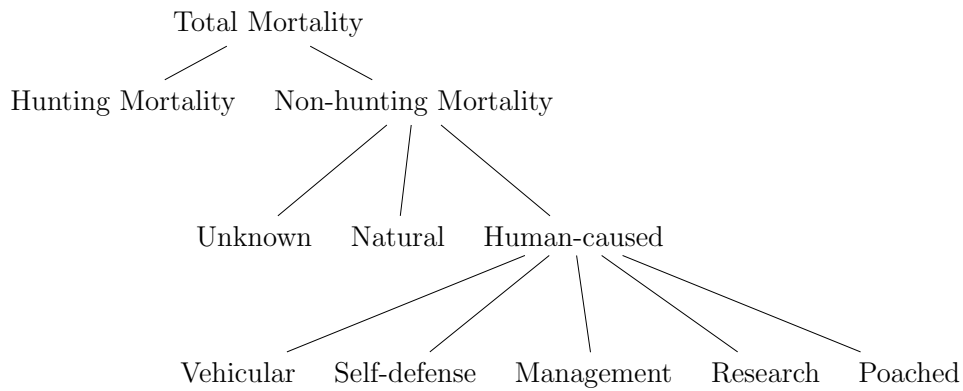 Total Mortality
Hunting Mortality Non-hunting Mortality
Unknown Natural Human-caused
Vehicular Self-defense Management Research Poached